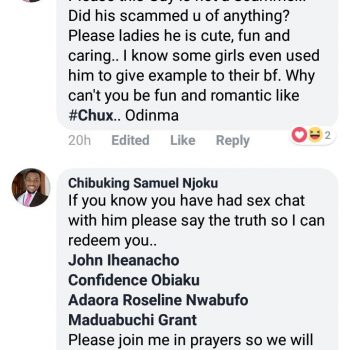 Did his scammed u of anything?
Please ladies he is cute, fun and
caring.. I know some girls even used
him to give example to their bf. Why
can't you be fun and romantic like
#Chux.. Odinma
20h Edited Like Reply 2
Chibuking Samuel Njoku
If you know you have had sex chat
with him please say the truth so I can
redeem you..
John Iheanacho
Confidence Obiaku
Adaora Roseline Nwabufo
Maduabuchi Grant
Please join me in prayers so we will